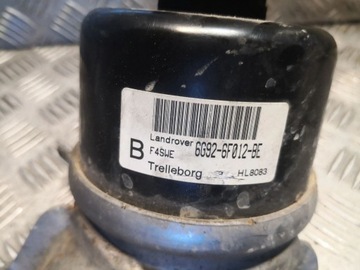 Landrover
B F4SWE 6G92-6F012-BE
Trelleborg HL8083